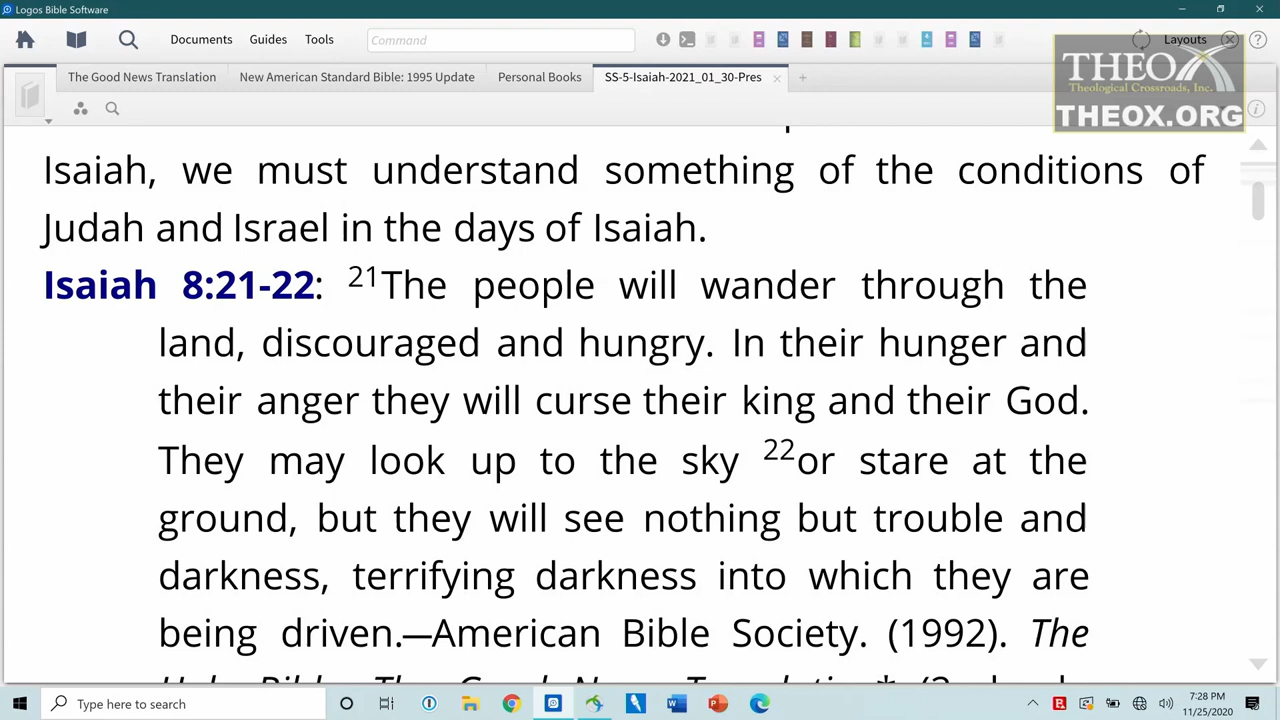 Logos Bible Software
Documents Guides Tools Command Layouts
The Good News Translation New American Standard Bible: 1995 Update Personal Books SS-5-Isaiah-2021_01_30-Pres
THEOX
Theological Crossroads, Inc.
THEOX.ORG
Isaiah, we must understand something of the conditions of
Judah and Israel in the days of Isaiah.
Isaiah 8:21-22: 21The people will wander through the
land, discouraged and hungry. In their hunger and
their anger they will curse their king and their God.
They may look up to the sky 22or stare at the
ground, but they will see nothing but trouble and
darkness, terrifying darkness into which they are
being driven.—American Bible Society. (1992). The
Type here to search
7:28 PM
11/25/2020